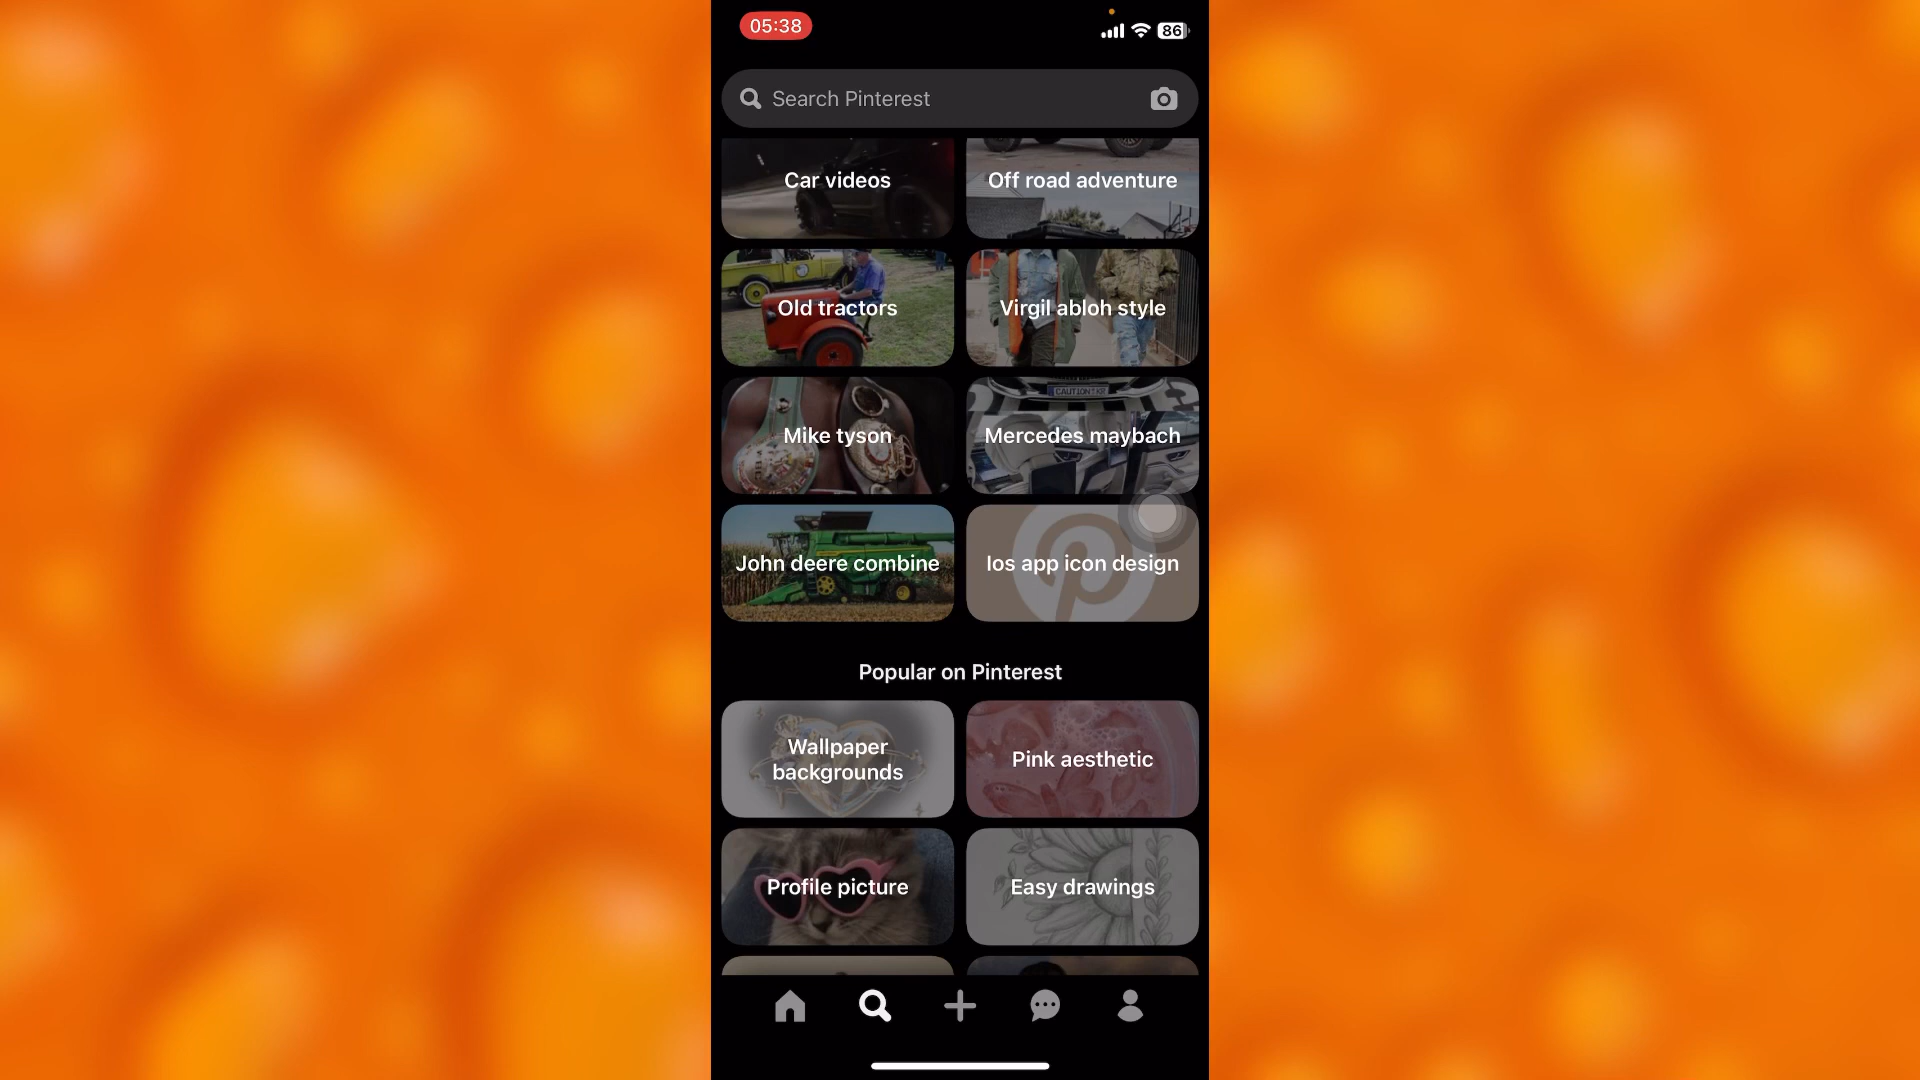 05:38
86
Search Pinterest
Car videos
Off road adventure
Old tractors
Virgil abloh style
Mike tyson
CAUTION
Mercedes maybach
John deere combine
Ios app icon design
Popular on Pinterest
Wallpaper
backgrounds
Pink aesthetic
Profile picture
Easy drawings